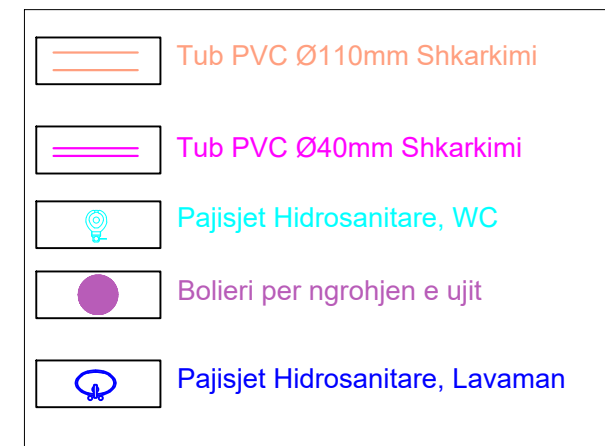 Tub PVC Ø110mm Shkarkimi
Tub PVC Ø40mm Shkarkimi
Pajisjet Hidrosanitare, WC
Bolieri per ngrohjen e ujit
Pajisjet Hidrosanitare, Lavaman